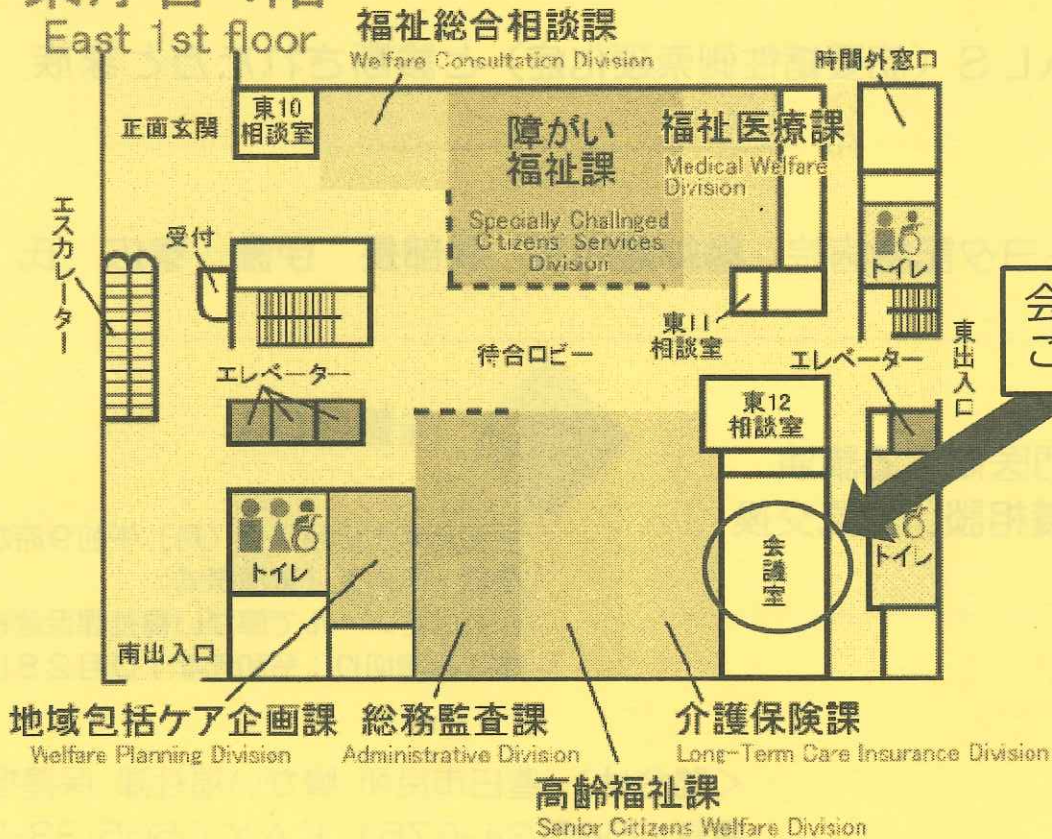 East 1st floor
福祉総合相談課
Welfare Consultation Division
時間外窓口
正面玄関
東10
相談室
障がい
福祉課
Specially Challnged
Citizens Services
Division
福祉医療課
Medical Welfare
Division
エスカレーター
受付
トイレ
東11
相談室
待合ロビー
エレベーター
エレベーター
東出入口
会
こ
東12
相談室
会議室
トイレ
トイレ
南出入口
地域包括ケア企画課
Welfare Planning Division
総務監査課
Administrative Division
介護保険課
Long-Term Care Insurance Division
高齢福祉課
Senior Citizens Welfare Division